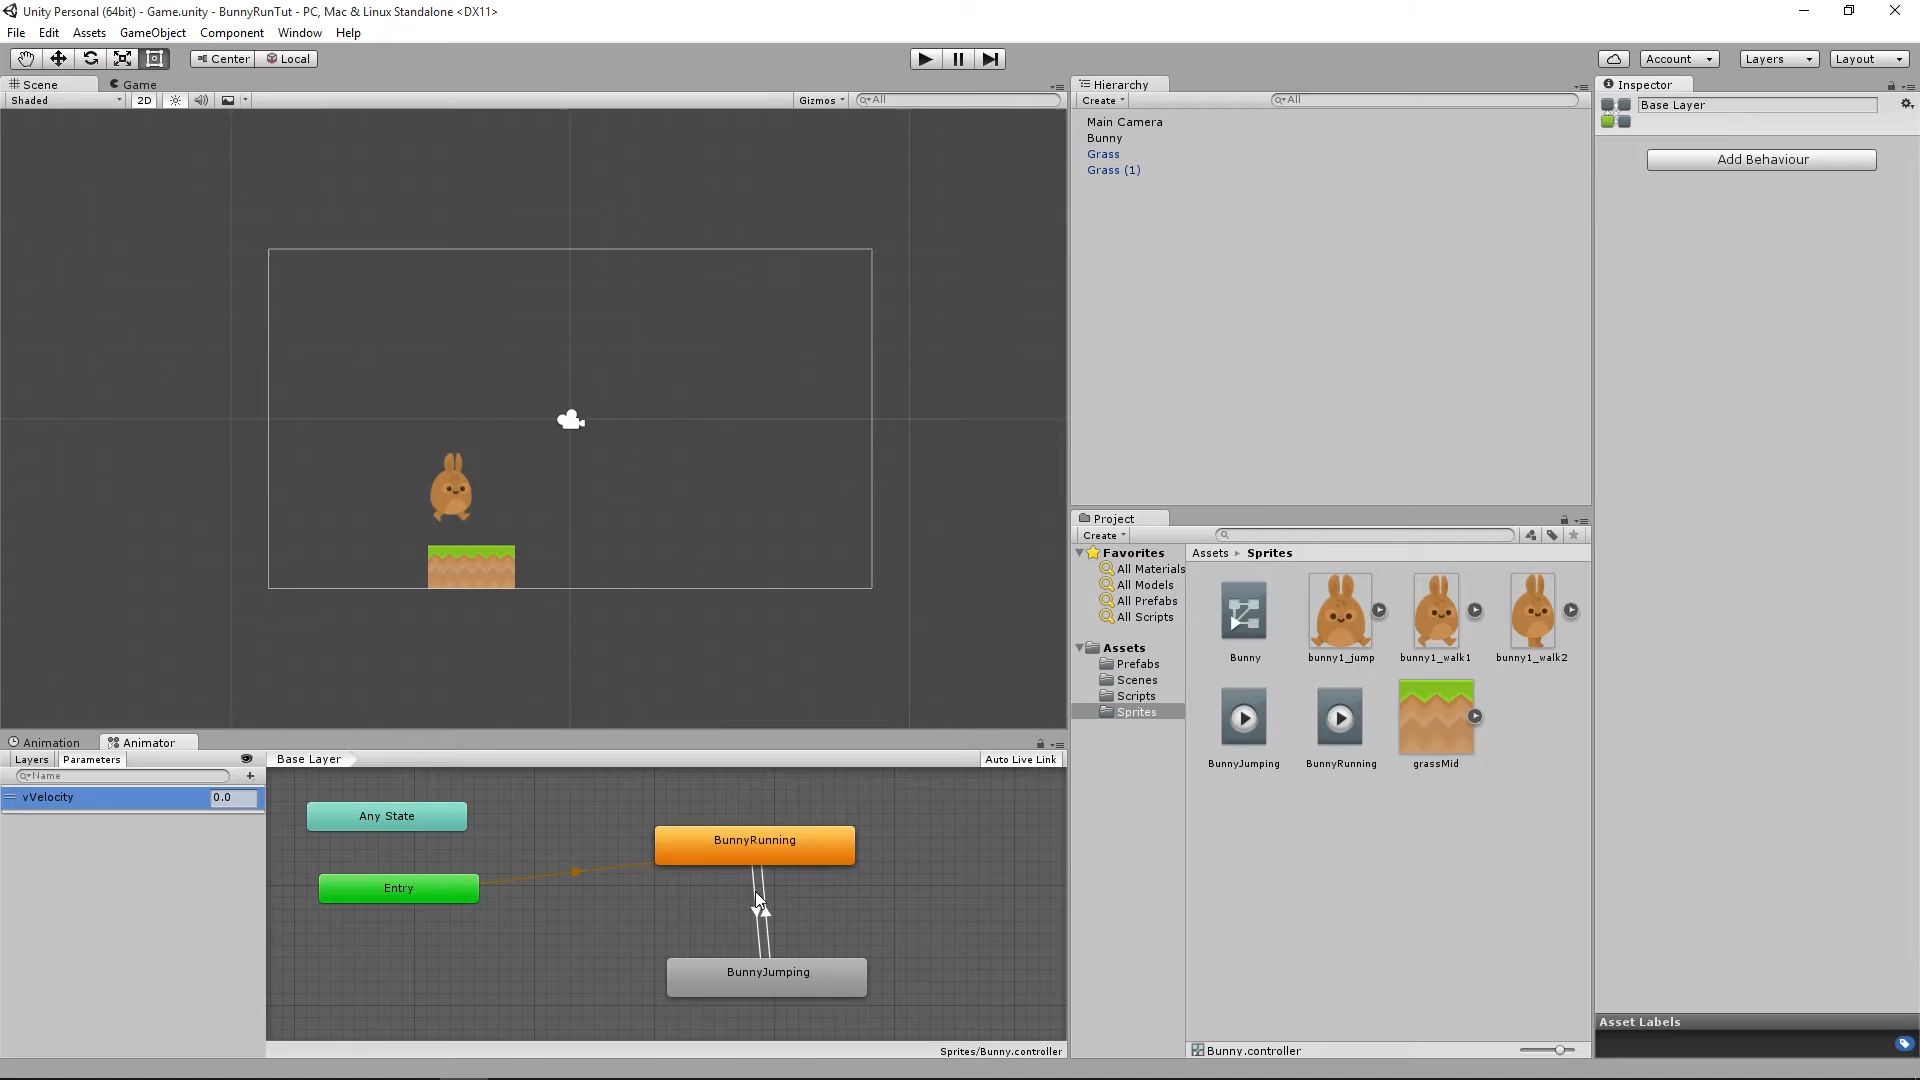 Unity Personal (64bit) - Game.unity - BunnyRunTut - PC, Mac & Linux Standalone <DX11>
File Edit Assets GameObject Component Window Help
Center Local Account Layers Layout
Scene Game
Shaded 2D Gizmos All
Hierarchy
Create All
Main Camera
Bunny
Grass
Grass (1)
Inspector
Base Layer
Add Behaviour
Project
Create
Favorites
All Materials
All Models
All Prefabs
All Scripts
Assets
Prefabs
Scenes
Scripts
Sprites
Assets Sprites
Bunny bunny1_jump bunny1_walk1 bunny1_walk2
BunnyJumping BunnyRunning grassMid
Bunny.controller
Asset Labels
Animation Animator
Layers Parameters
Name
vVelocity 0.0
Base Layer Auto Live Link
Any State
Entry
BunnyRunning
BunnyJumping
Sprites/Bunny.controller